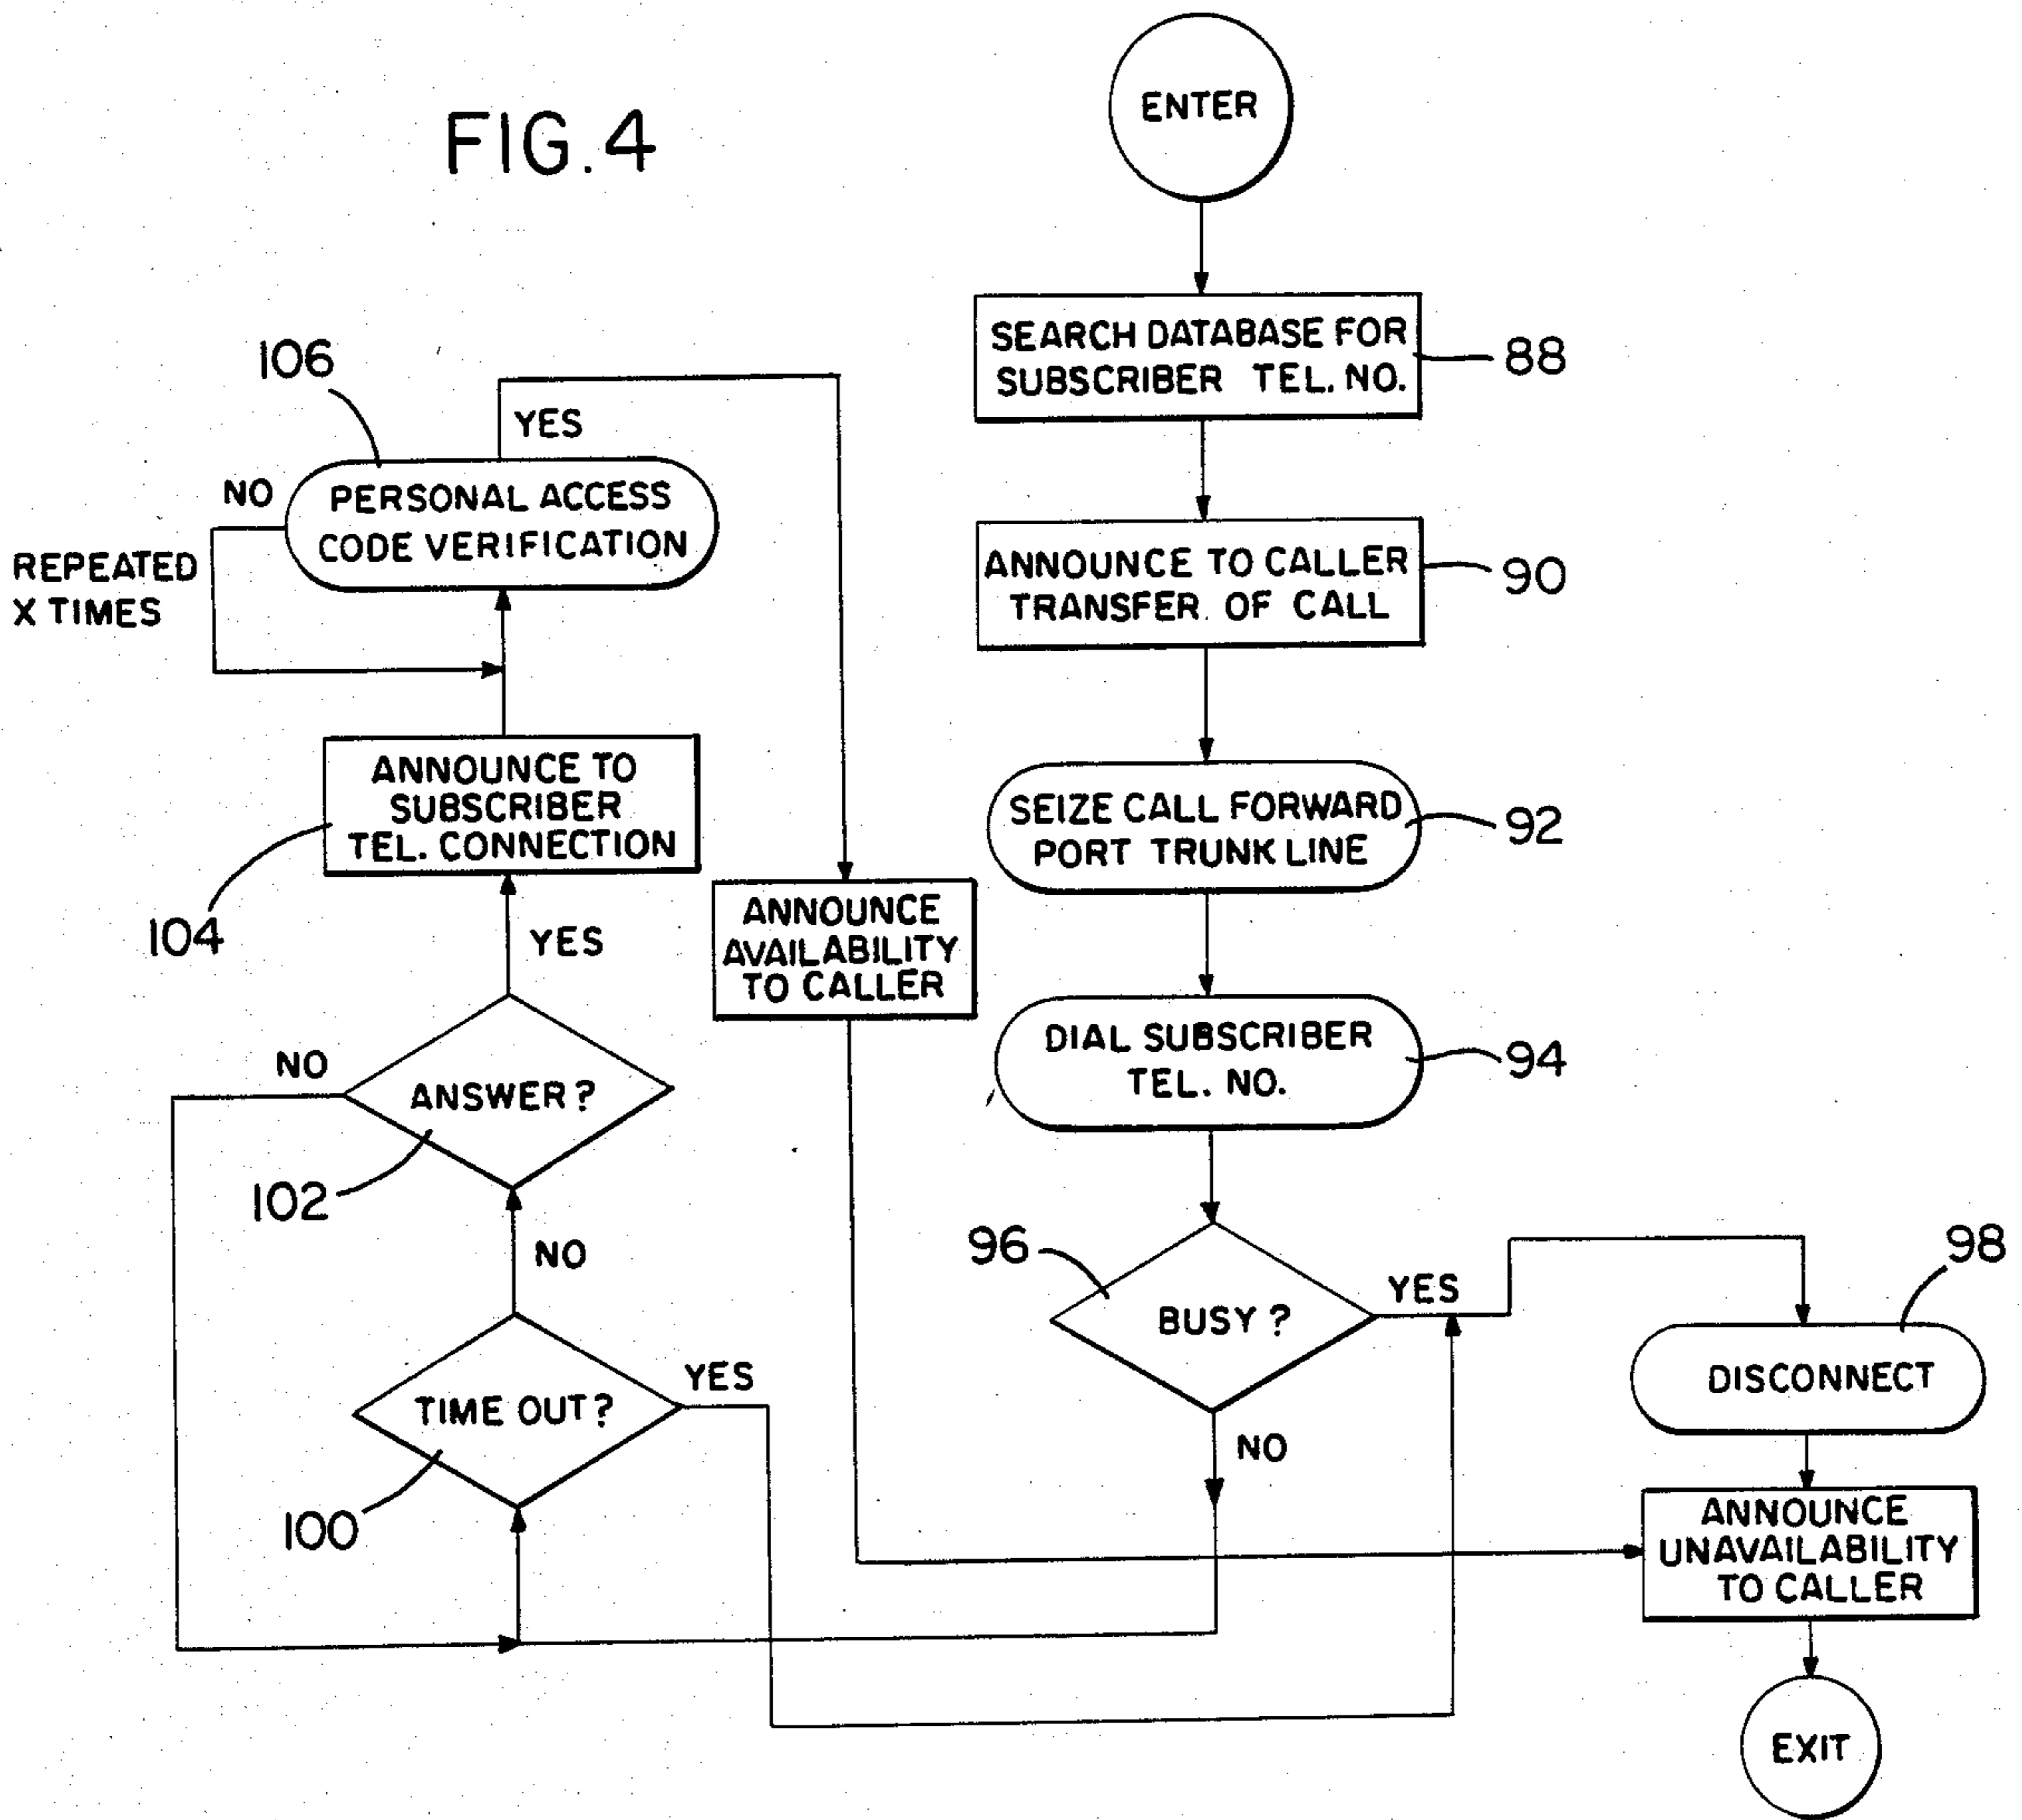 FIG.4
ENTER
SEARCH DATABASE FOR
SUBSCRIBER TEL. NO.
88
ANNOUNCE TO CALLER
TRANSFER OF CALL
90
SEIZE CALL FORWARD
PORT TRUNK LINE
92
DIAL SUBSCRIBER
TEL. NO.
94
96
BUSY?
YES
NO
98
DISCONNECT
ANNOUNCE
UNAVAILABILITY
TO CALLER
EXIT
106
YES
NO
PERSONAL ACCESS
CODE VERIFICATION
REPEATED
X TIMES
ANNOUNCE TO
SUBSCRIBER
TEL. CONNECTION
104
YES
ANNOUNCE
AVAILABILITY
TO CALLER
NO
ANSWER?
102
NO
TIME OUT?
YES
100